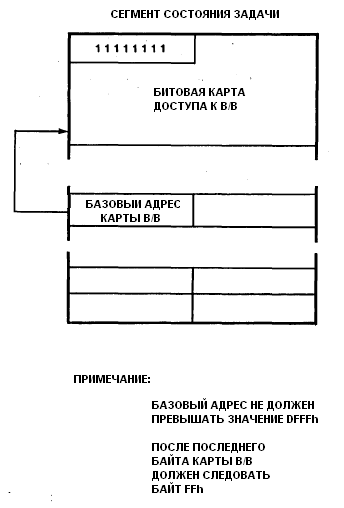 СЕГМЕНТ СОСТОЯНИЯ ЗАДАЧИ
11111111
БИТОВАЯ КАРТА
ДОСТУПА К В/В
БАЗОВЫЙ АДРЕС
КАРТЫ В/В
ПРИМЕЧАНИЕ:
БАЗОВЫЙ АДРЕС НЕ ДОЛЖЕН
ПРЕВЫШАТЬ ЗНАЧЕНИЕ DFFFh
ПОСЛЕ ПОСЛЕДНЕГО
БАЙТА КАРТЫ В/В
ДОЛЖЕН СЛЕДОВАТЬ
БАЙТ FFh